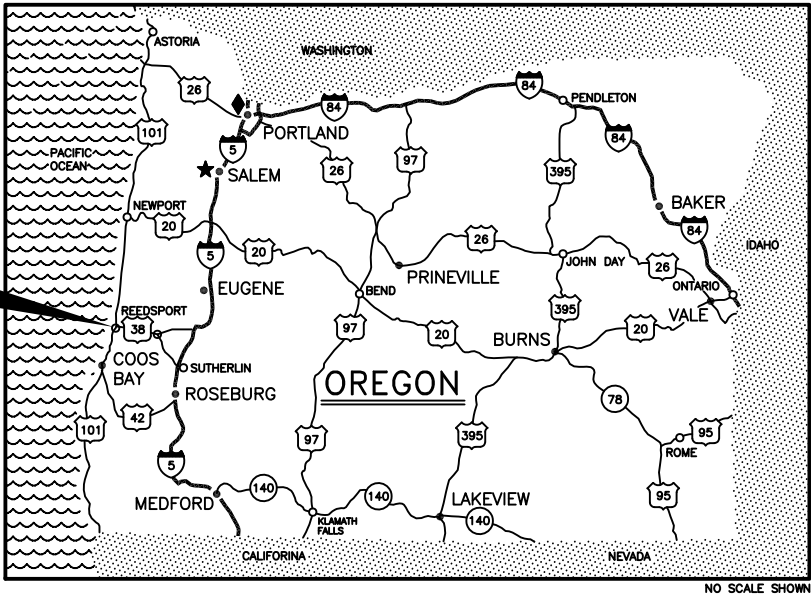 ASTORIA
WASHINGTON
26
84
84
PENDLETON
101
PORTLAND
5
84
PACIFIC
OCEAN
SALEM
26
97
395
BAKER
NEWPORT
20
84
IDAHO
20
5
26
JOHN DAY
26
PRINEVILLE
ONTARIO
EUGENE
BEND
VALE
REEDSPORT
38
97
20
395
BURNS
20
COOS
BAY
SUTHERLIN
OREGON
ROSEBURG
78
42
101
97
395
95
ROME
5
140
140
95
MEDFORD
LAKEVIEW
KLAMATH
FALLS
140
CALIFORINA
NEVADA
NO SCALE SHOWN